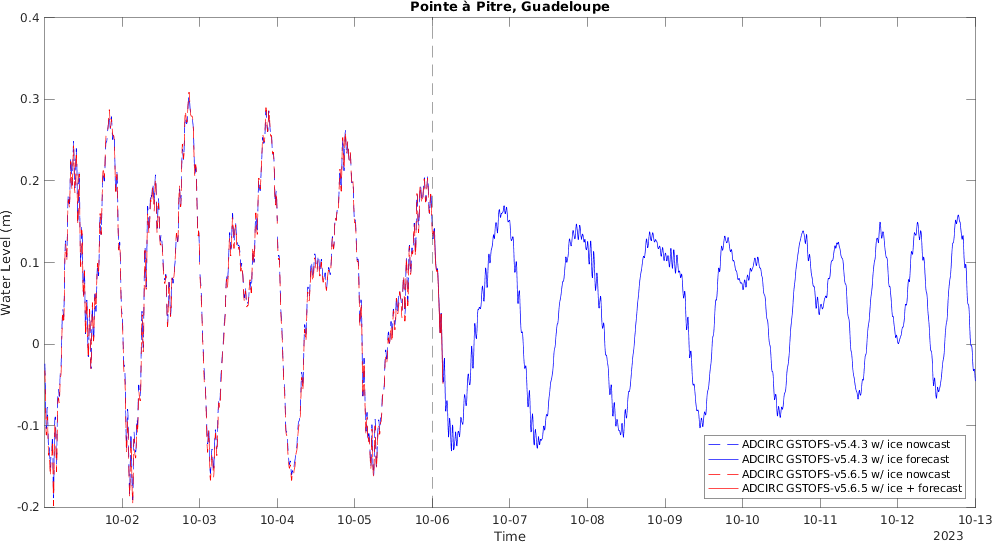 Pointe à Pitre, Guadeloupe
0.4
0.3
0.2
0.1
0
-0.1
-0.2
Water Level (m)
ADCIRC GSTOFS-v5.4.3 w/ ice nowcast
ADCIRC GSTOFS-v5.4.3 w/ ice forecast
ADCIRC GSTOFS-v5.6.5 w/ ice nowcast
ADCIRC GSTOFS-v5.6.5 w/ ice + forecast
10-02 10-03 10-04 10-05 10-06 10-07 10-08 10-09 10-10 10-11 10-12 10-13
Time
2023